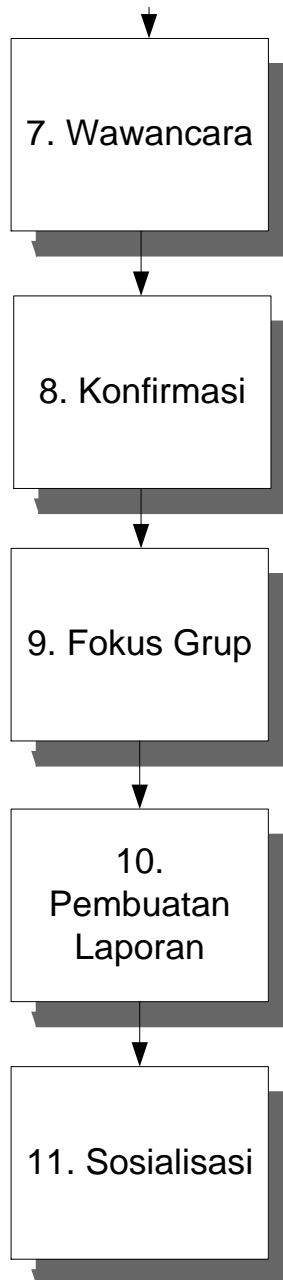 7. Wawancara
8. Konfirmasi
9. Fokus Grup
10.
Pembuatan
Laporan
11. Sosialisasi